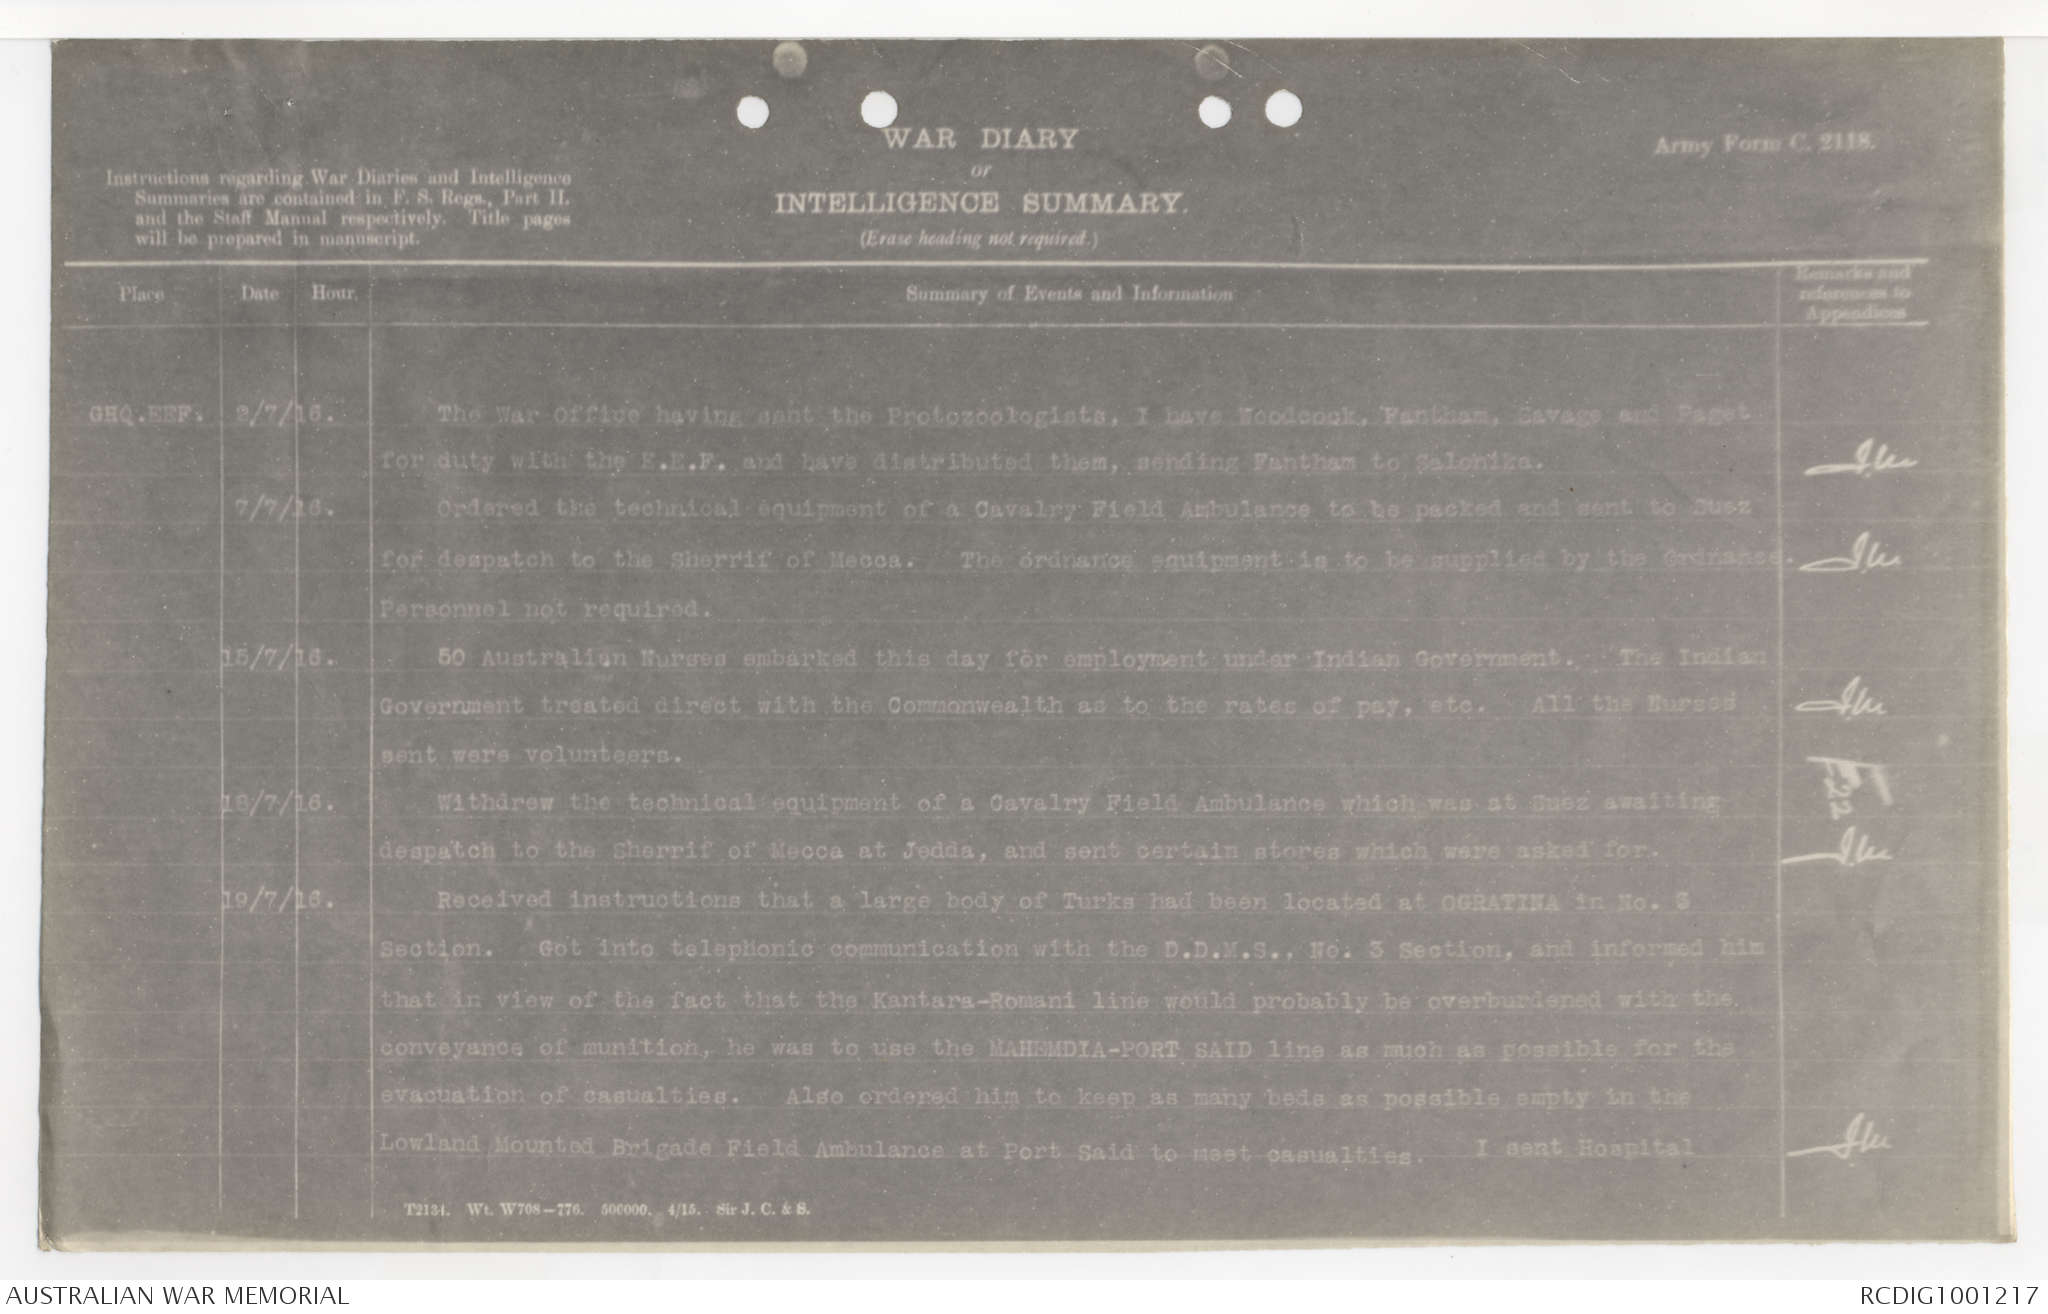 WAR DIARY
or
INTELLIGENCE SUMMARY.
(Erase heading not required.)
Army Form C. 2118.
Instructions regarding War Diaries and Intelligence
Summaries are contained in F. S. Regs., Part II.
and the Staff Manual respectively. Title pages
will be prepared in manuscript.
Place Date Hour. Summary of Events and Information
Remarks and
references to
Appendices
GHQ.EEF. 2/7/16. The War Office having sent the Protozoologists, I have Woodcock, Fantham, Savage and Paget
for duty with the E.E.F. and have distributed them, sending Fantham to Salonika.
7/7/16. Ordered the technical equipment of a Cavalry Field Ambulance to be packed and sent to Suez
for despatch to the Sherrif of Mecca. The ordnance equipment is to be supplied by the Ordnance.
Personnel not required.
15/7/16. 50 Australian Nurses embarked this day for employment under Indian Government. The Indian
Government treated direct with the Commonwealth as to the rates of pay, etc. All the Nurses
sent were volunteers.
18/7/16. Withdrew the technical equipment of a Cavalry Field Ambulance which was at Suez awaiting
despatch to the Sherrif of Mecca at Jedda, and sent certain stores which were asked for.
19/7/16. Received instructions that a large body of Turks had been located at OGRATINA in No. 3
Section. Got into telephonic communication with the D.D.M.S., No. 3 Section, and informed him
that in view of the fact that the Kantara-Romani line would probably be overburdened with the
conveyance of munition, he was to use the MAHEMDIA-PORT SAID line as much as possible for the
evacuation of casualties. Also ordered him to keep as many beds as possible empty in the
Lowland Mounted Brigade Field Ambulance at Port Said to meet casualties. I sent Hospital
T2134. Wt. W708-776. 500000. 4/15. Sir J. C. & S.
AUSTRALIAN WAR MEMORIAL
RCDIG1001217